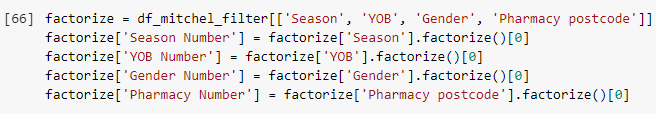 [66] factorize = df_mitchel_filter[['Season', 'YOB', 'Gender', 'Pharmacy postcode']]
factorize['Season Number'] = factorize['Season'].factorize()[0]
factorize['YOB Number'] = factorize['YOB'].factorize()[0]
factorize['Gender Number'] = factorize['Gender'].factorize()[0]
factorize['Pharmacy Number'] = factorize['Pharmacy postcode'].factorize()[0]